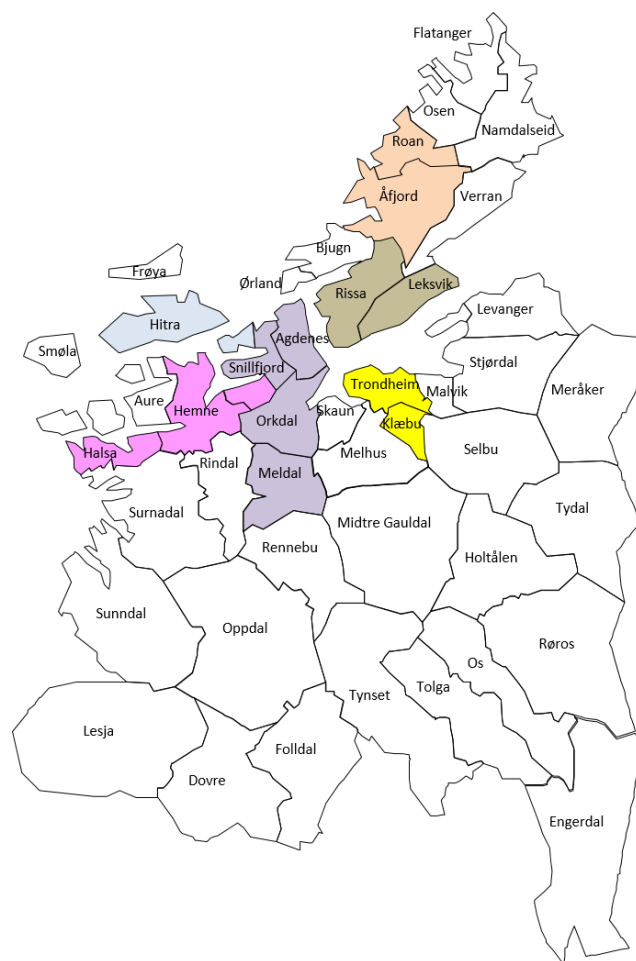 Flatanger
Osen
Namdalseid
Roan
Åfjord
Verran
Bjugn
Frøya
Ørland
Rissa
Leksvik
Levanger
Hitra
Agdenes
Smøla
Stjørdal
Snillfjord
Trondheim
Malvik
Meråker
Aure
Hemne
Skaun
Orkdal
Klæbu
Halsa
Rindal
Melhus
Selbu
Meldal
Surnadal
Midtre Gauldal
Tydal
Rennebu
Holtålen
Sunndal
Oppdal
Røros
Os
Tolga
Tynset
Lesja
Folldal
Dovre
Engerdal